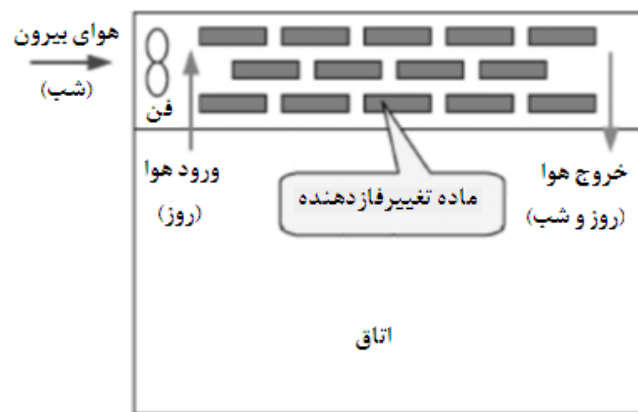 هوای بیرون
(شب)
فن
ورود هوا
(روز)
ماده تغییرفازدهنده
خروج هوا
(روز و شب)
اتاق